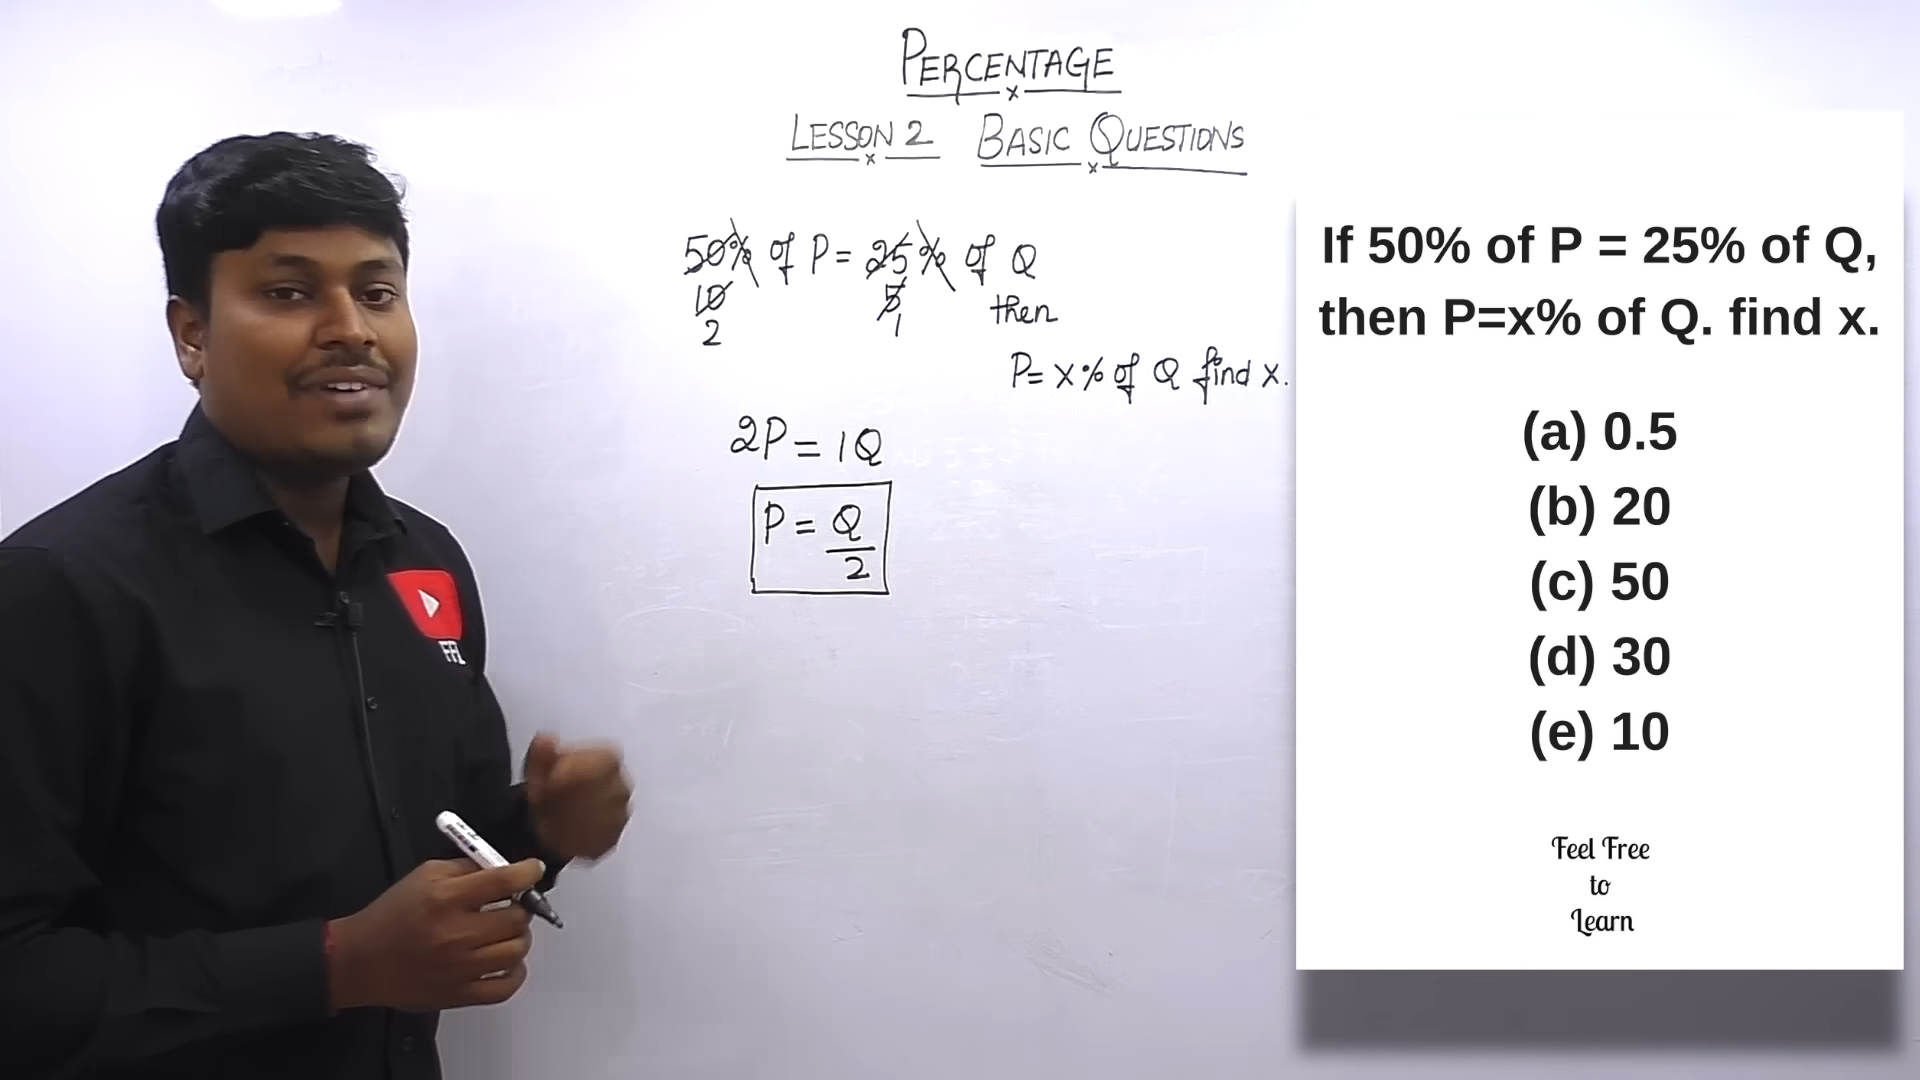 PERCENTAGE
LESSON 2 BASIC QUESTIONS
50% of P = 25% of Q
10 5 then
2 1
P = x% of Q find x.
2P = 1Q
P = Q
2
FFL
If 50% of P = 25% of Q,
then P=x% of Q. find x.
(a) 0.5
(b) 20
(c) 50
(d) 30
(e) 10
Feel Free
to
Learn